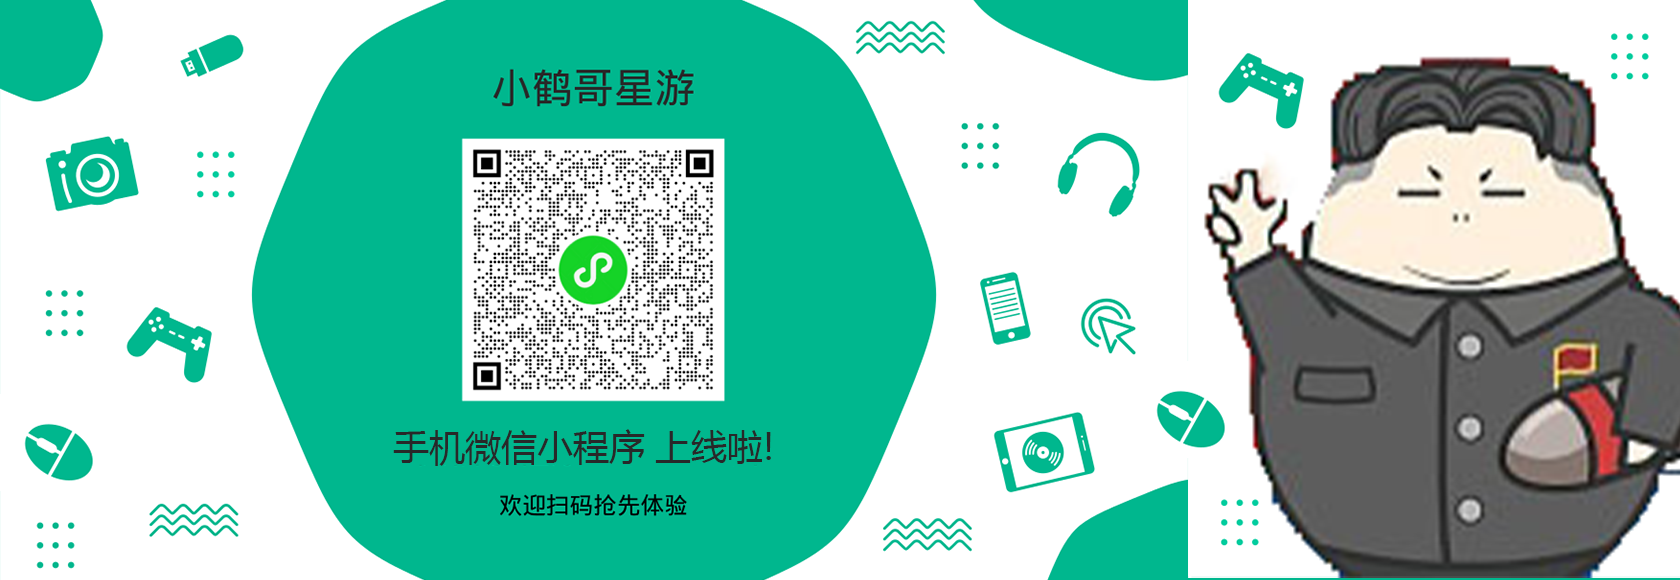 小鹤哥星游
手机微信小程序 上线啦!
欢迎扫码抢先体验